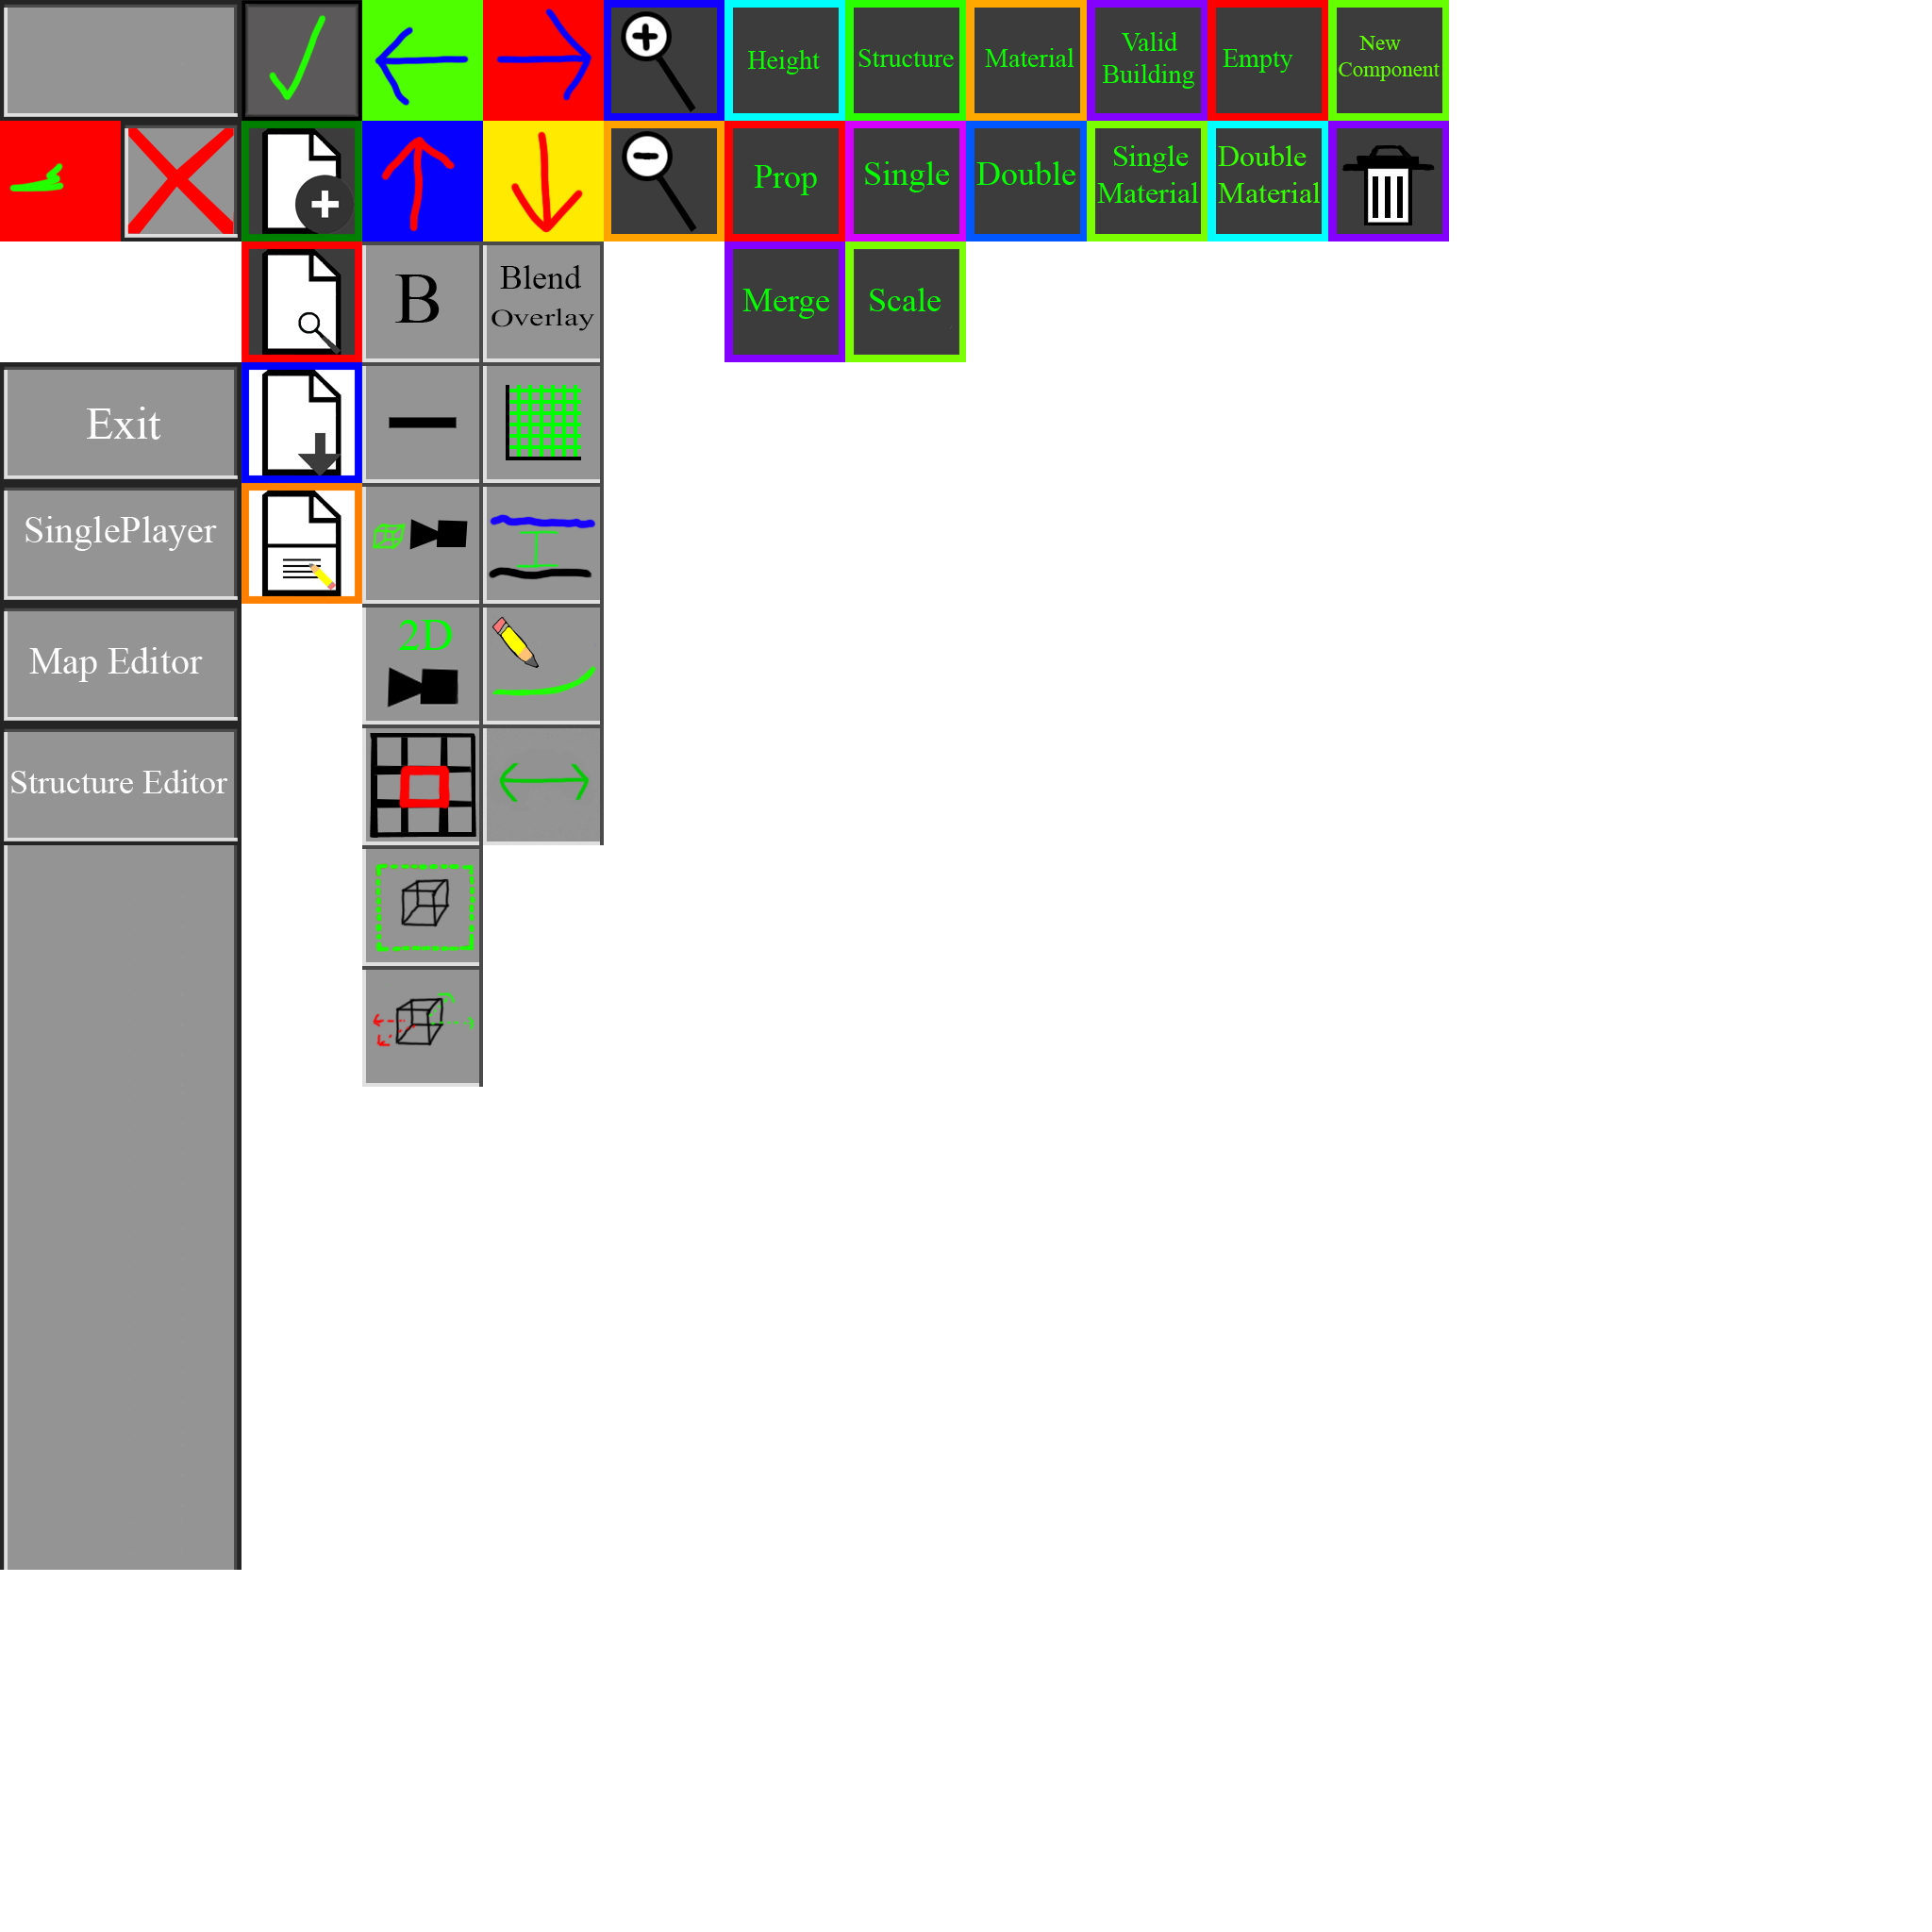 Height
Structure
Material
Valid
Building
Empty
New
Component
Prop
Single
Double
Single
Material
Double
Material
B
Blend
Overlay
Merge
Scale
Exit
SinglePlayer
Map Editor
2D
Structure Editor